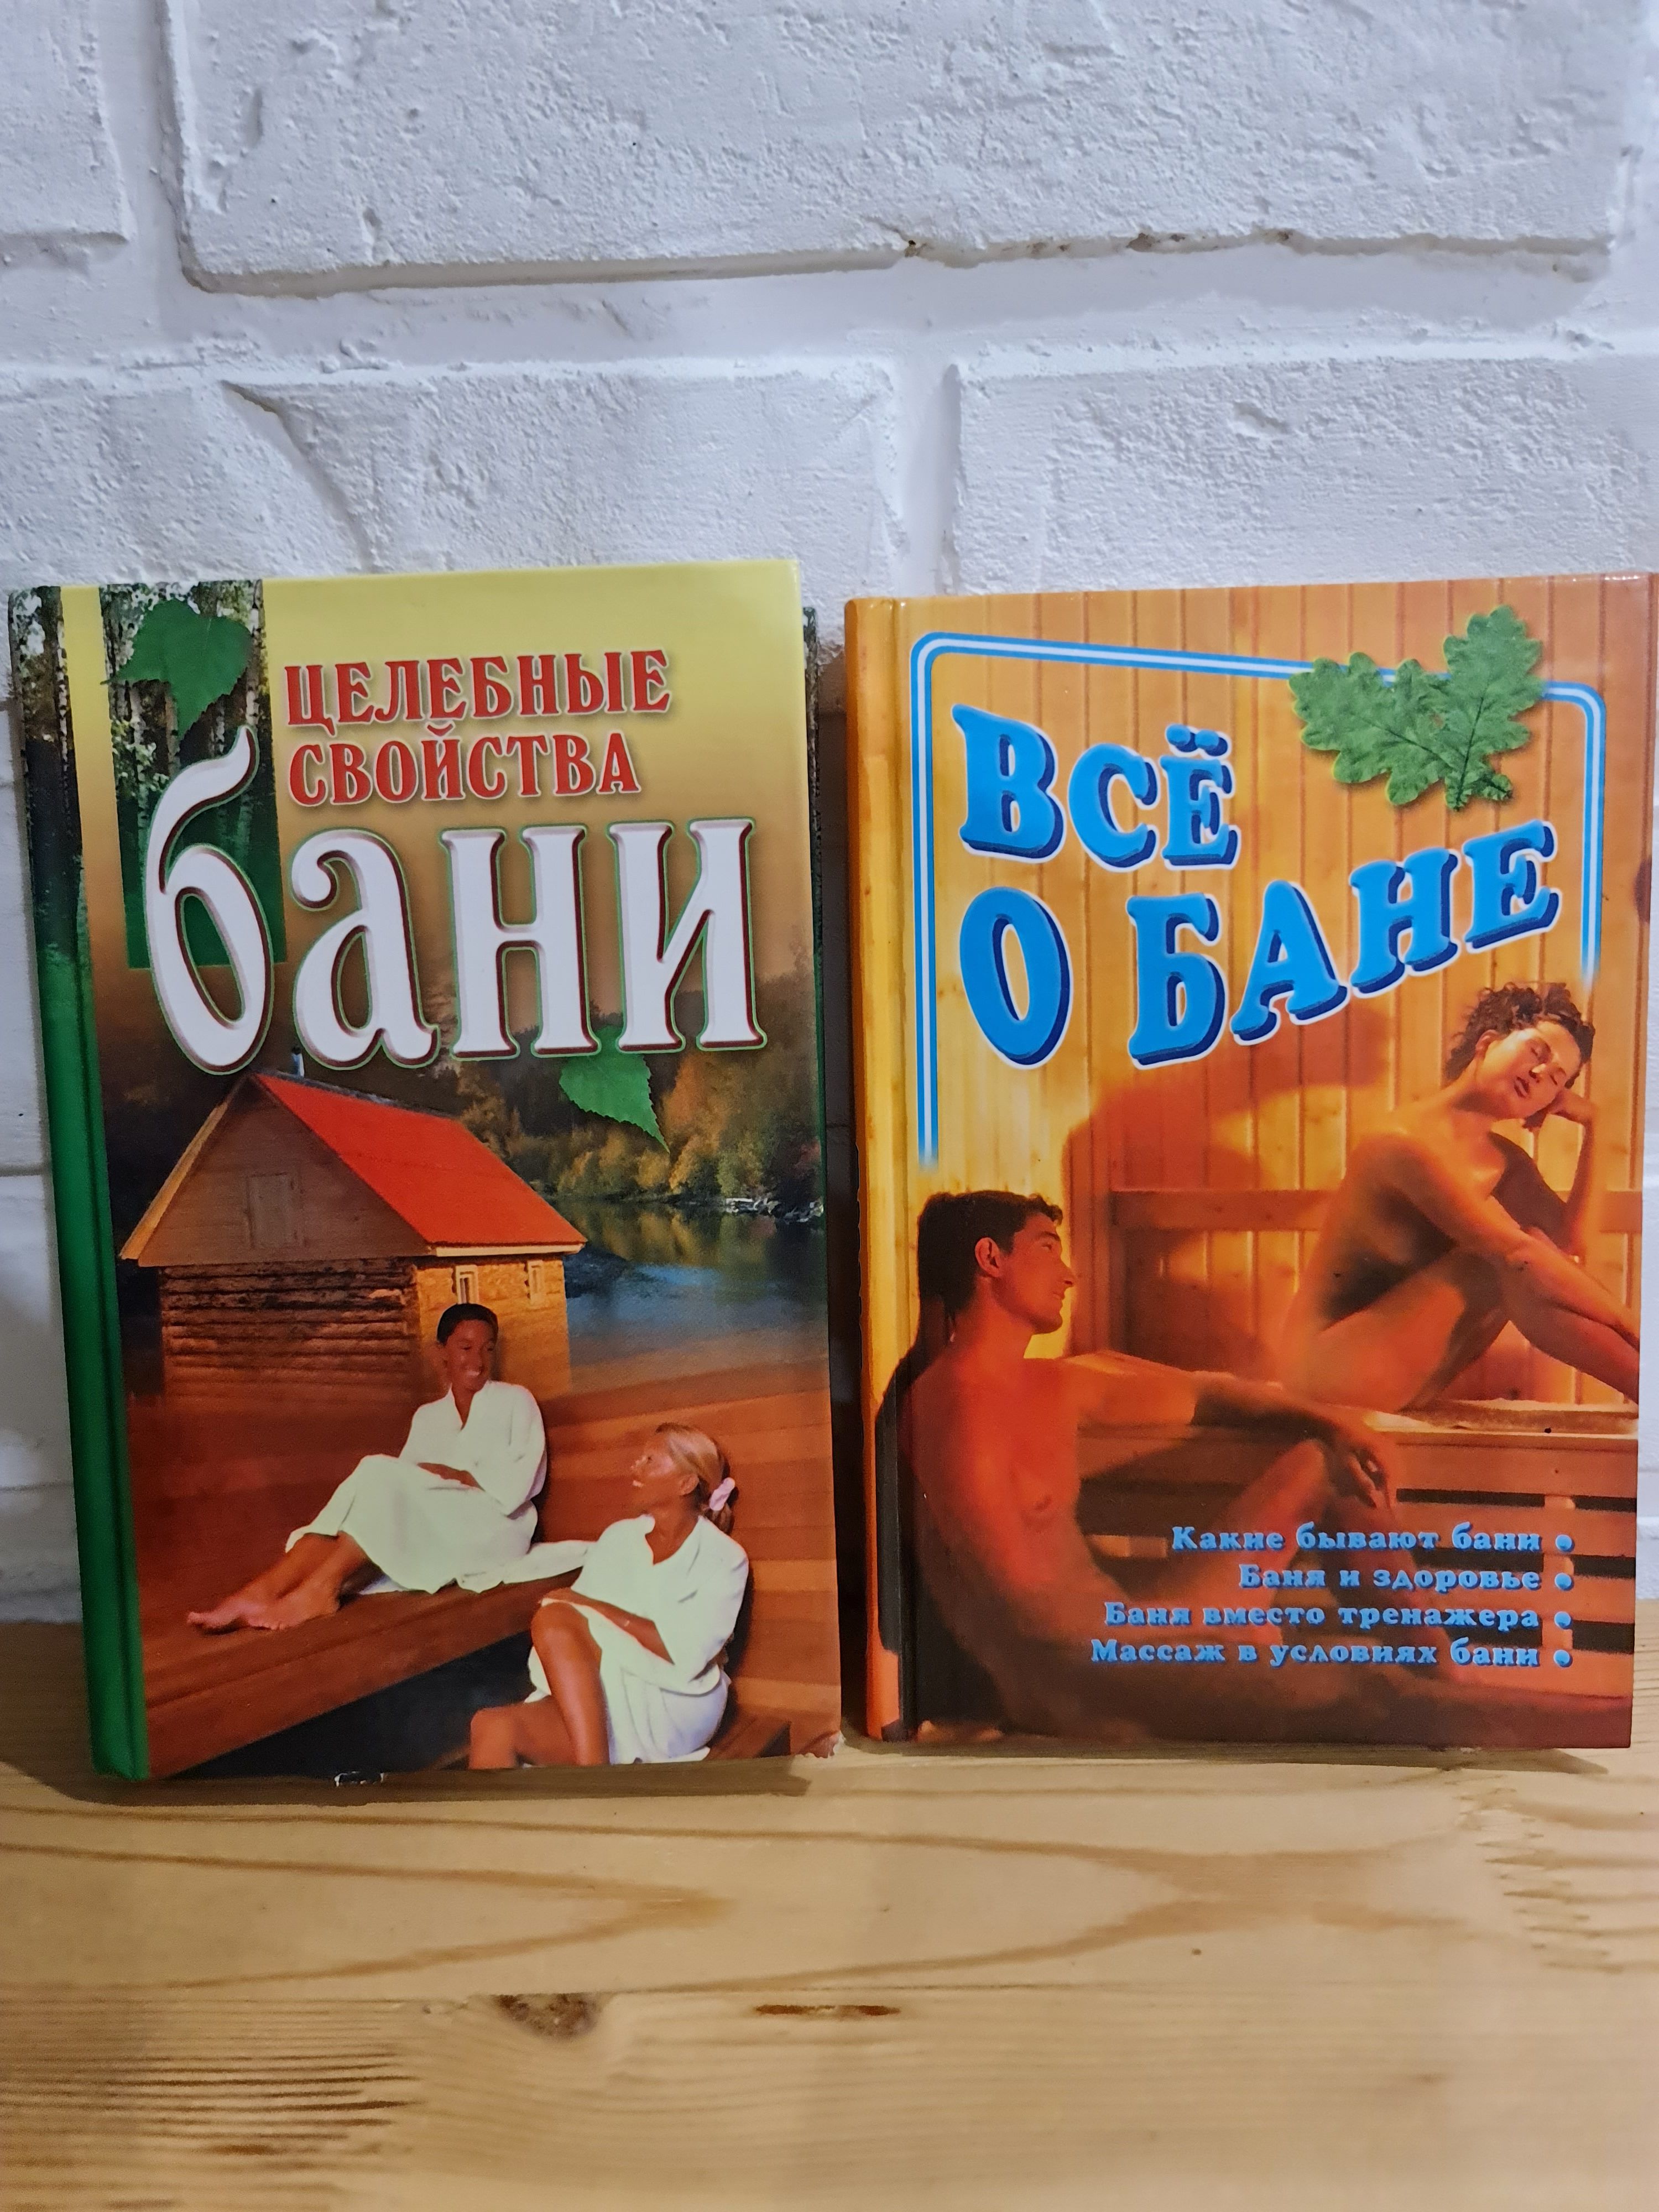 ЦЕЛЕБНЫЕ
СВОЙСТВА
бани
ВСЁ
О БАНЕ
Какие бывают бани •
Баня и здоровье •
Баня вместо тренажера •
Массаж в условиях бани •